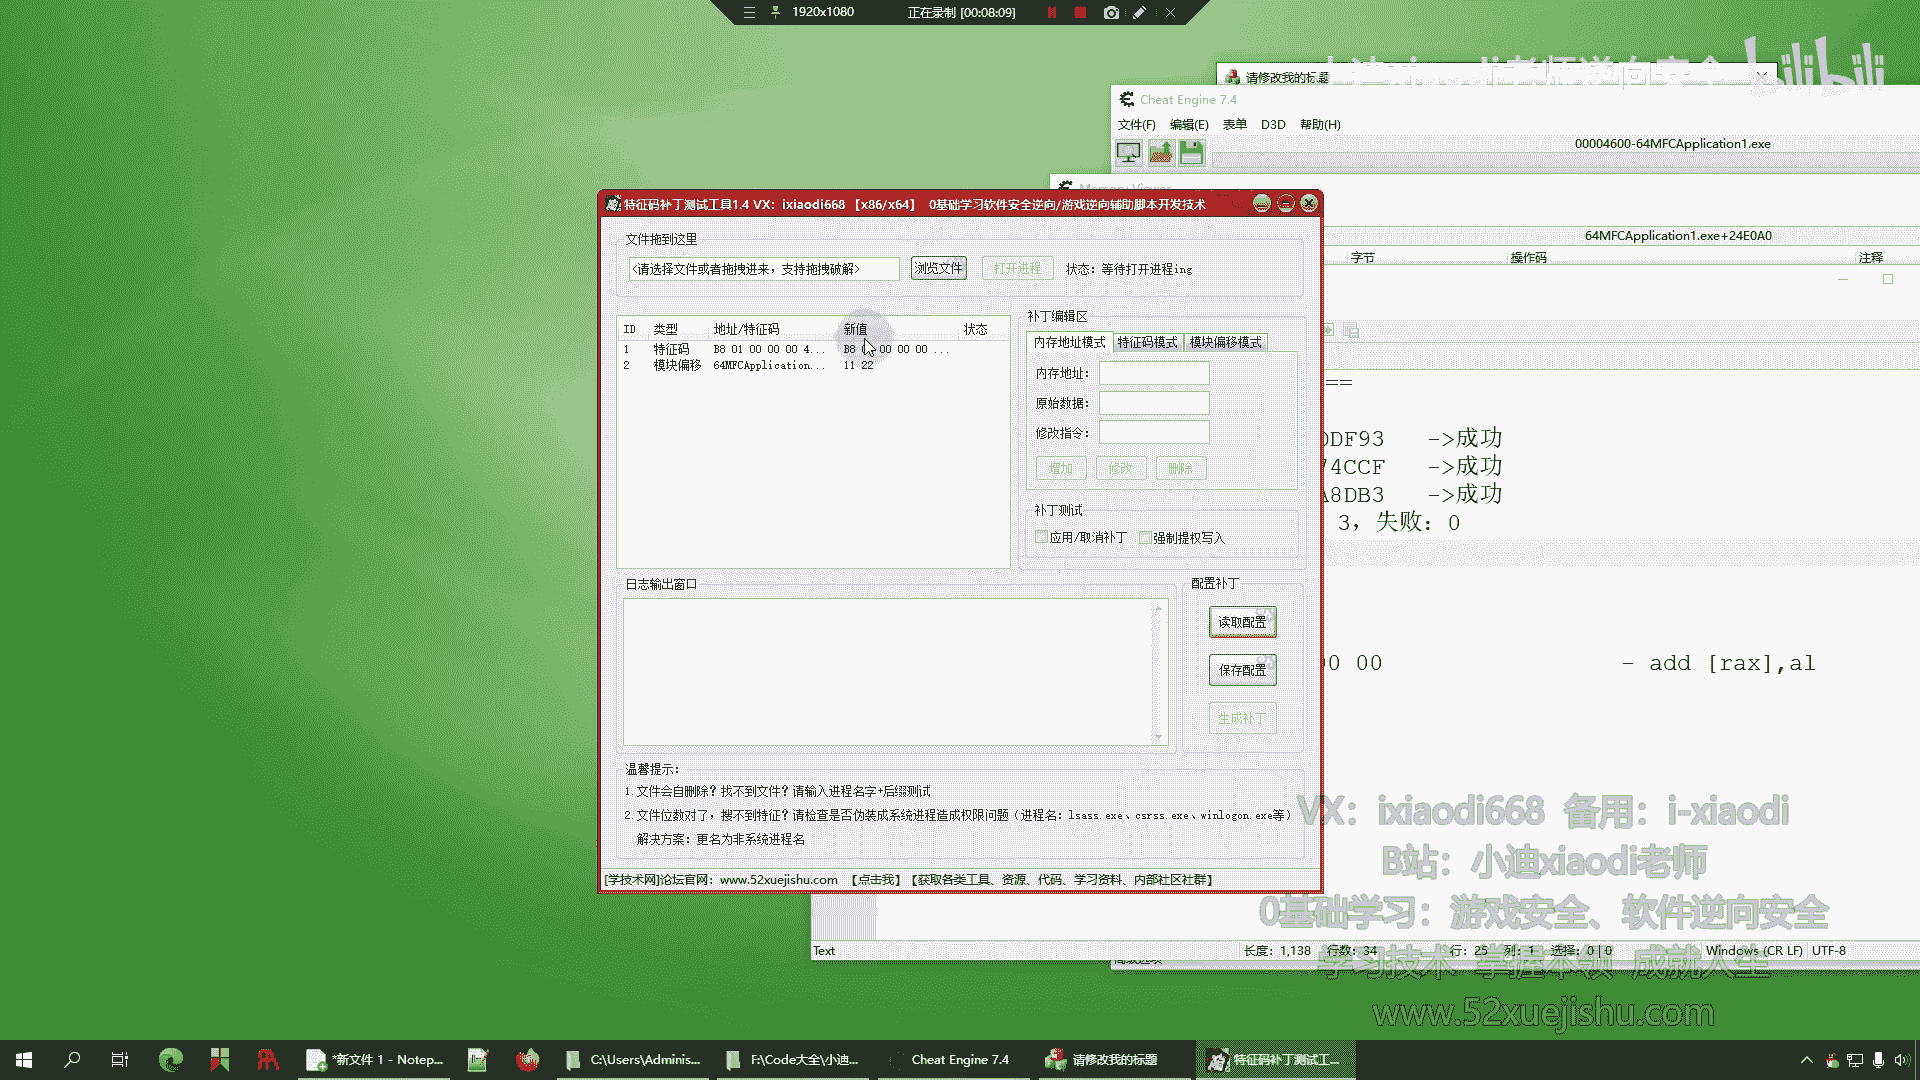 1920x1080
正在录制 [00:08:09]
请修改我的标题
bilibili
Cheat Engine 7.4
文件(F) 编辑(E) 表单 D3D 帮助(H)
00004600-64MFCApplication1.exe
Memory Viewer
64MFCApplication1.exe+24E0A0
字节 操作码 注释
特征码补丁测试工具1.4 VX：ixiaodi668 【x86/x64】 0基础学习软件安全逆向/游戏逆向辅助脚本开发技术
文件拖到这里
<请选择文件或者拖拽进来，支持拖拽破解>
浏览文件
打开进程
状态：等待打开进程ing
ID 类型 地址/特征码 新值 状态
1 特征码 B8 01 00 00 00 4... B8 00 00 00 ...
2 模块偏移 64MFCApplication... 11 22
补丁编辑区
内存地址模式 特征码模式 模块偏移模式
内存地址：
原始数据：
修改指令：
增加 修改 删除
补丁测试
应用/取消补丁 强制提权写入
==
DDF93 ->成功
74CCF ->成功
A8DB3 ->成功
3，失败：0
00 00 - add [rax],al
日志输出窗口
配置补丁
读取配置
保存配置
生成补丁
温馨提示：
1.文件会自删除？找不到文件？请输入进程名字+后缀测试
2.文件位数对了，搜不到特征？请检查是否伪装成系统进程造成权限问题（进程名：lsass.exe、csrss.exe、winlogon.exe等）
解决方案：更名为非系统进程名
[学技术网]论坛官网：www.52xuejishu.com 【点击我】【获取各类工具、资源、代码、学习资料、内部社区社群】
VX：ixiaodi668 备用：i-xiaodi
B站：小迪xiaodi老师
0基础学习：游戏安全、软件逆向安全
学习技术 掌握本领 成就人生
www.52xuejishu.com
Text 长度：1,138 行数：34 行：25 列：1 选择：0 | 0 Windows (CR LF) UTF-8
*新文件 1 - Notep...
C:\Users\Adminis...
F:\Code大全\小迪...
Cheat Engine 7.4
请修改我的标题
特征码补丁测试工...